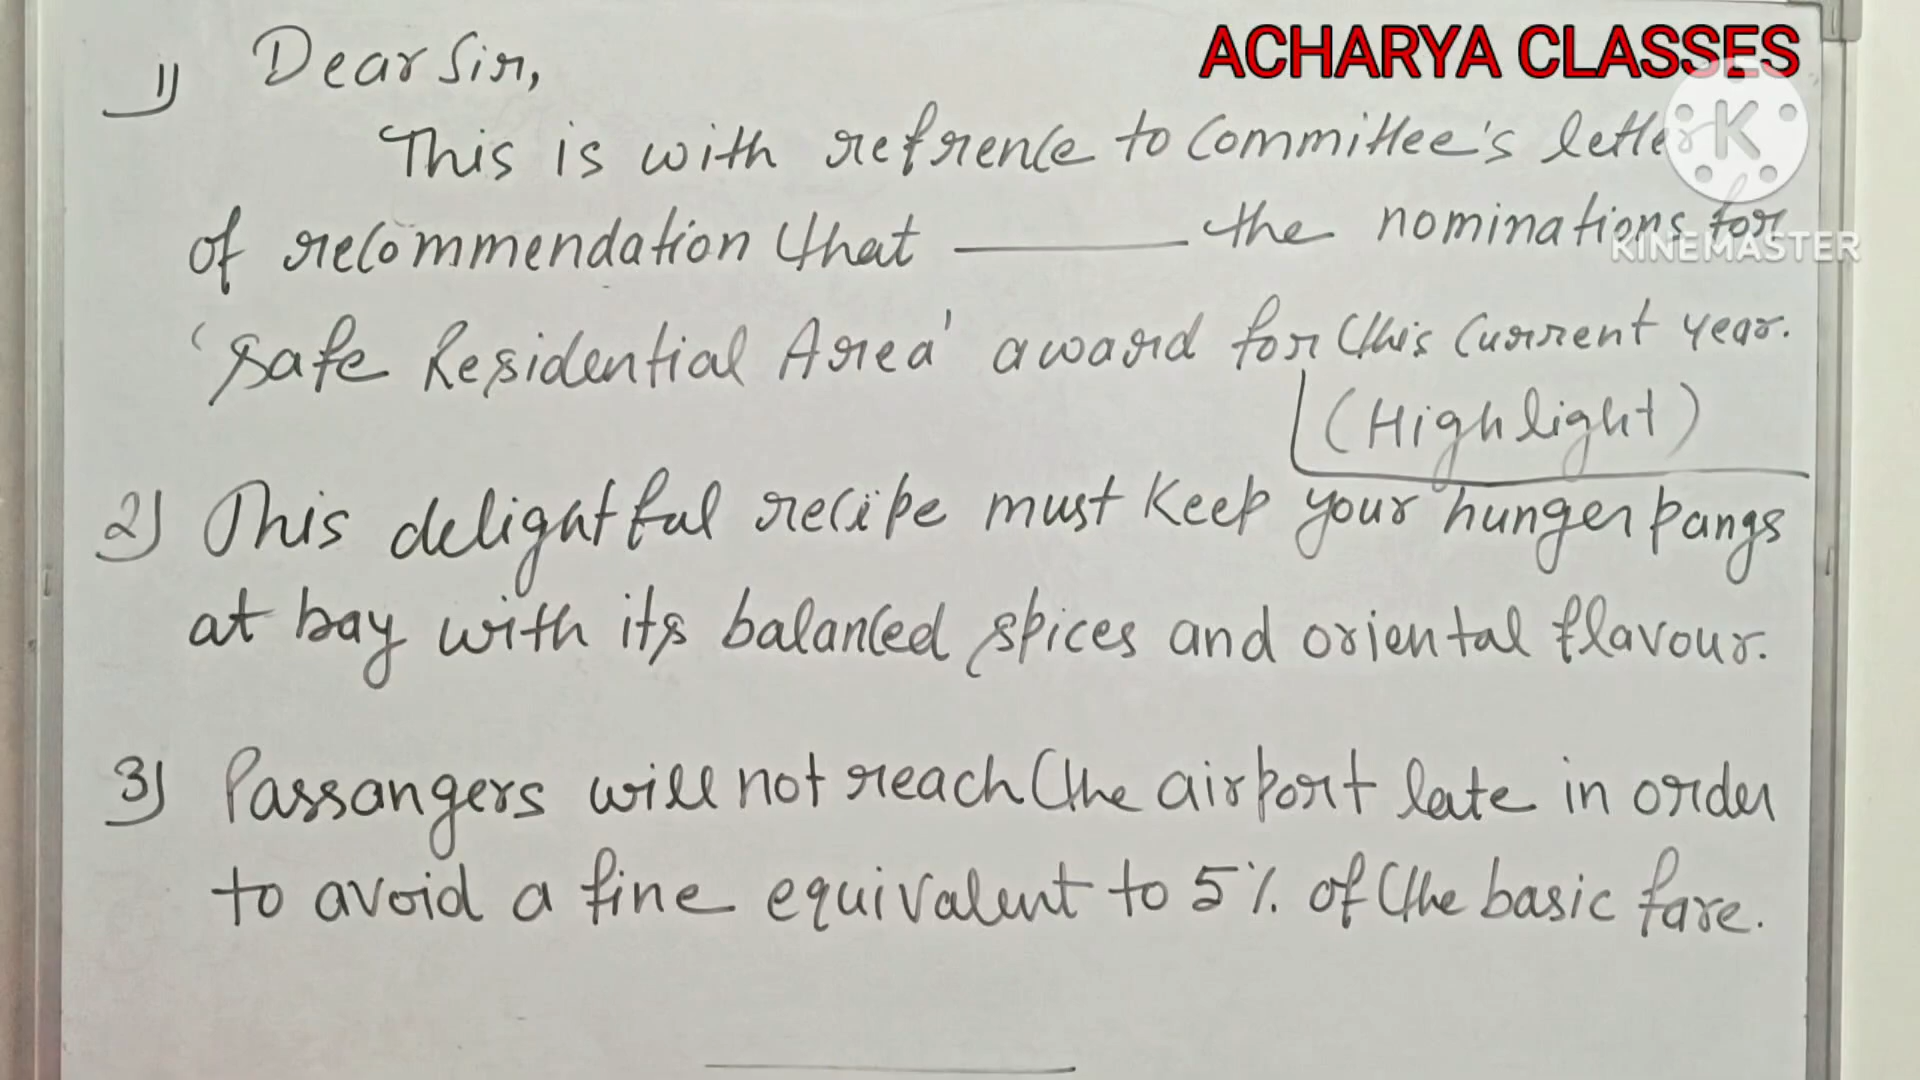 ACHARYA CLASSES
1) Dear Sir,
This is with refrence to Committee's letter
of recommendation that ______ the nominations for
'Safe Residential Area' award for this current year.
(Highlight)
2) This delightful recipe must keep your hunger pangs
at bay with its balanced spices and oriental flavour.
3) Passangers will not reach the airport late in order
to avoid a fine equivalent to 5% of the basic fare.
K
KINEMASTER